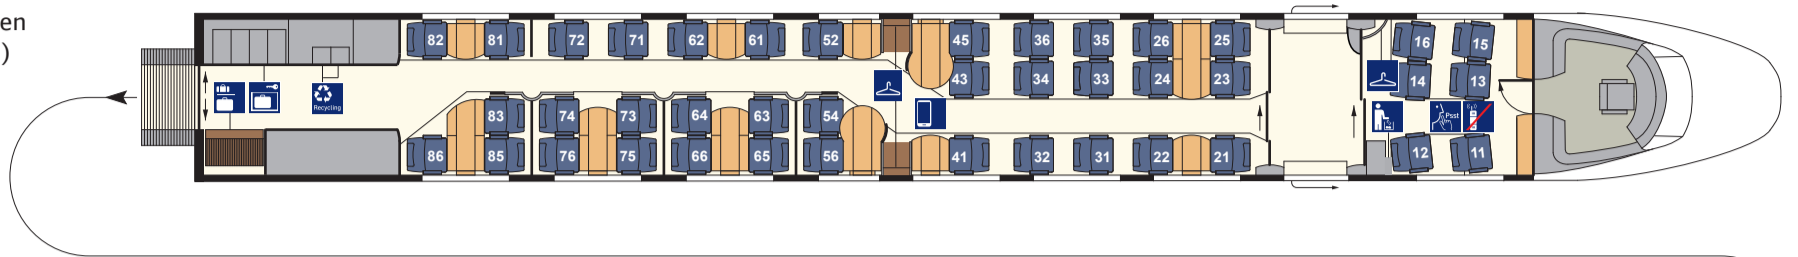 en
)
82 81 72 71 62 61 52 45 36 35 26 25 16 15
43 34 33 24 23 14 13
Recycling
83 74 73 64 63 54
Psst
86 85 76 75 66 65 56 41 32 31 22 21 12 11